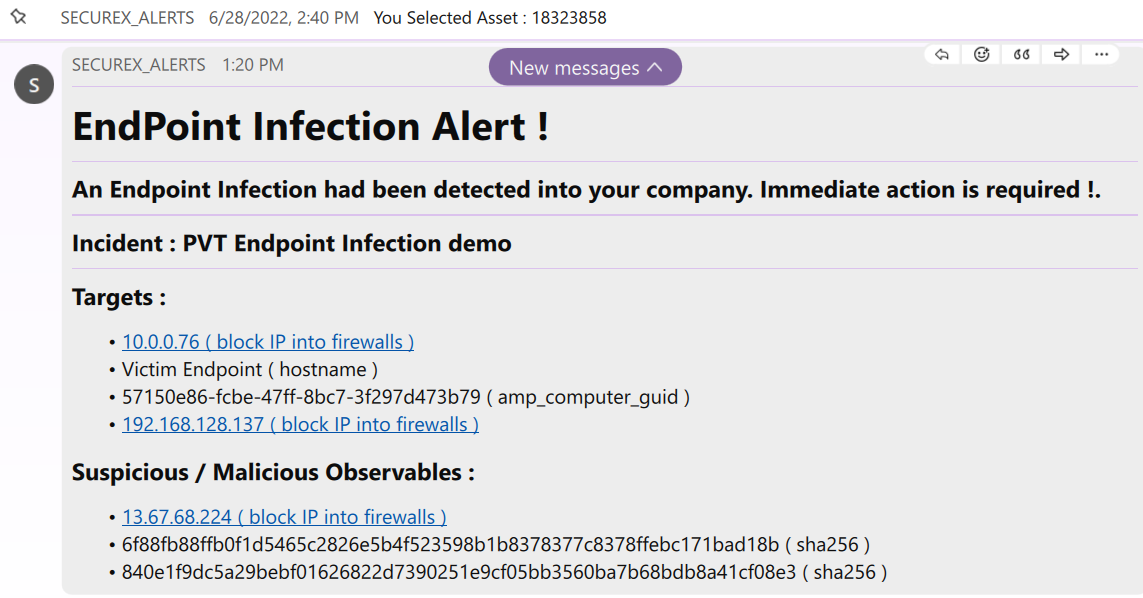 SECUREX_ALERTS 6/28/2022, 2:40 PM You Selected Asset : 18323858
SECUREX_ALERTS 1:20 PM
New messages
S
EndPoint Infection Alert !
An Endpoint Infection had been detected into your company. Immediate action is required !.
Incident : PVT Endpoint Infection demo
Targets :
• 10.0.0.76 ( block IP into firewalls )
• Victim Endpoint ( hostname )
• 57150e86-fcbe-47ff-8bc7-3f297d473b79 ( amp_computer_guid )
• 192.168.128.137 ( block IP into firewalls )
Suspicious / Malicious Observables :
• 13.67.68.224 ( block IP into firewalls )
• 6f88fb88ffb0f1d5465c2826e5b4f523598b1b8378377c8378ffebc171bad18b ( sha256 )
• 840e1f9dc5a29bebf01626822d7390251e9cf05bb3560ba7b68bdb8a41cf08e3 ( sha256 )